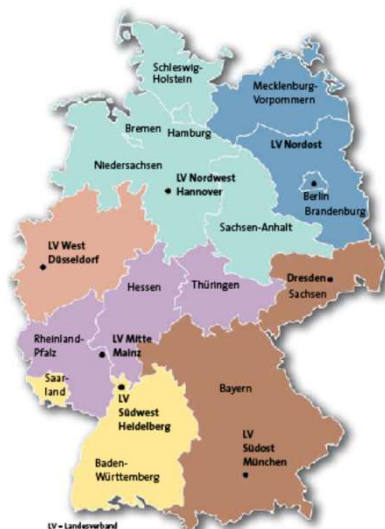 Schleswig-
Holstein
Mecklenburg-
Vorpommern
Bremen
Hamburg
LV Nordost
Niedersachsen
LV Nordwest
Hannover
Berlin
Brandenburg
Sachsen-Anhalt
LV West
Düsseldorf
Dresden
Sachsen
Hessen
Thüringen
Rheinland-
Pfalz
LV Mitte
Mainz
Saar-
land
Bayern
LV
Südwest
Heidelberg
LV
Südost
München
Baden-
Württemberg
LV = Landesverband